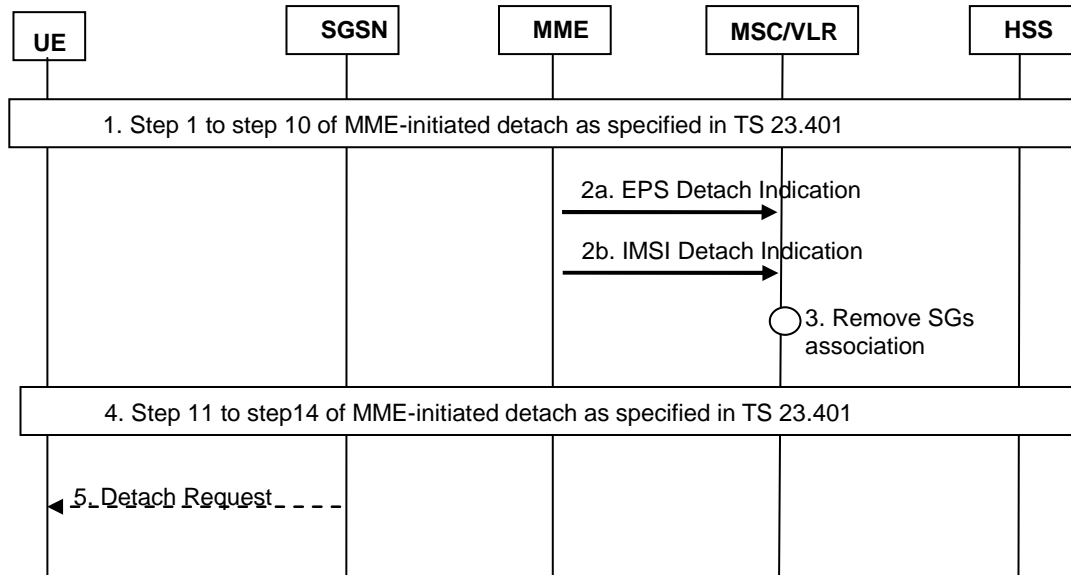 UE
SGSN
MME
MSC/VLR
HSS
1. Step 1 to step 10 of MME-initiated detach as specified in TS 23.401
2a. EPS Detach Indication
2b. IMSI Detach Indication
3. Remove SGs
association
4. Step 11 to step14 of MME-initiated detach as specified in TS 23.401
5. Detach Request